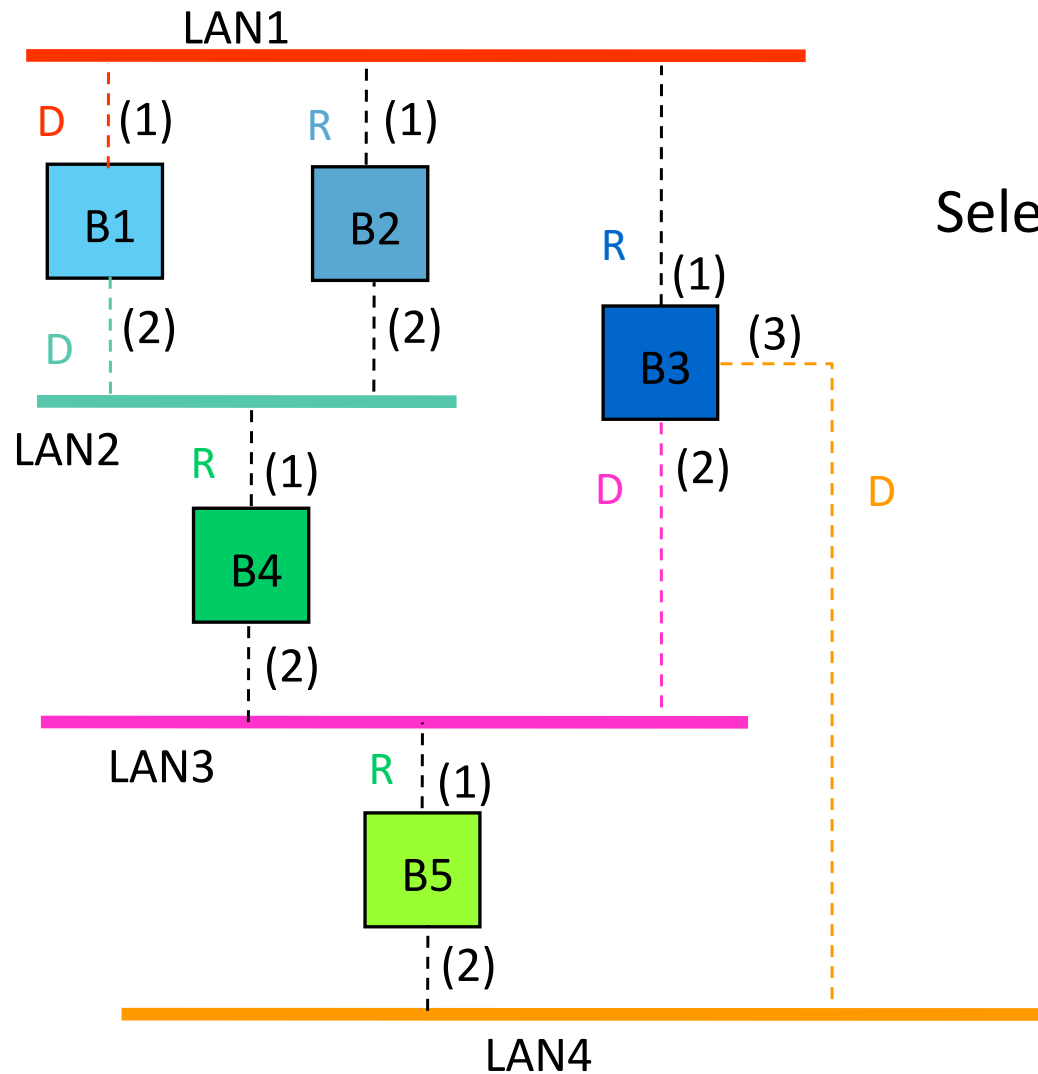 LAN1
D (1)
R (1)
B1
B2
Sele
R
(1)
(3)
B3
D (2)
(2)
LAN2
R (1)
D (2)
D
B4
(2)
LAN3
R (1)
B5
(2)
LAN4